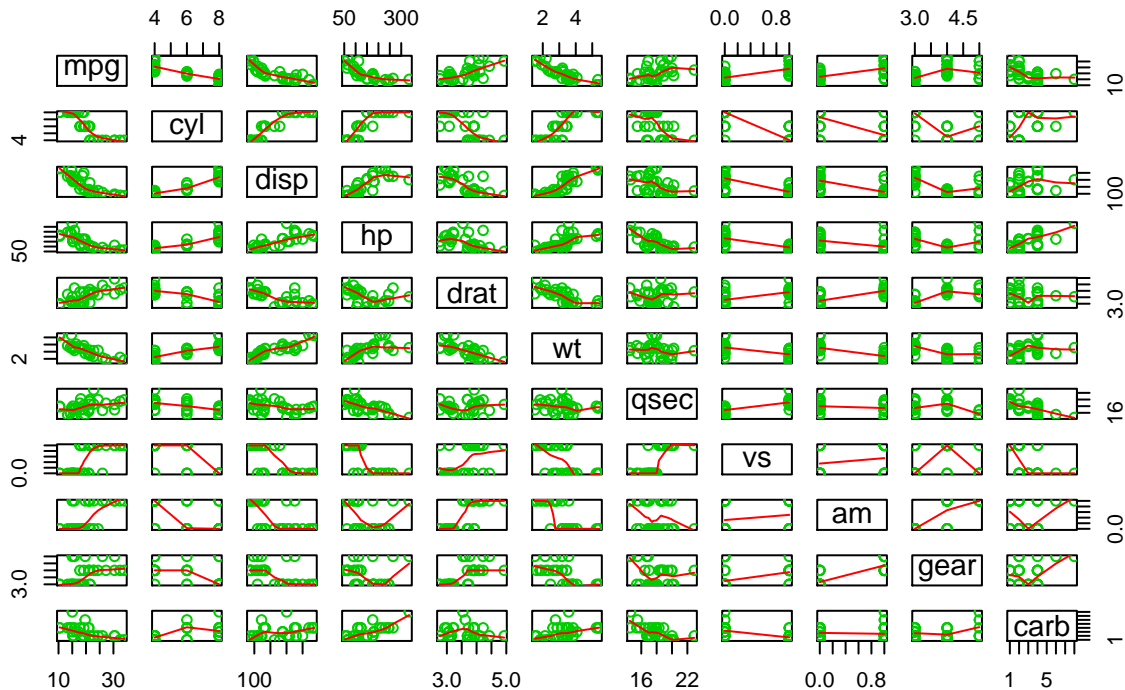 4 6 8 50 300 2 4 0.0 0.8 3.0 4.5
mpg 10
4 cyl
disp 100
50 hp
drat 3.0
2 wt
qsec 16
0.0 vs
am 0.0
3.0 gear
carb 1
10 30 100 3.0 5.0 16 22 0.0 0.8 1 5